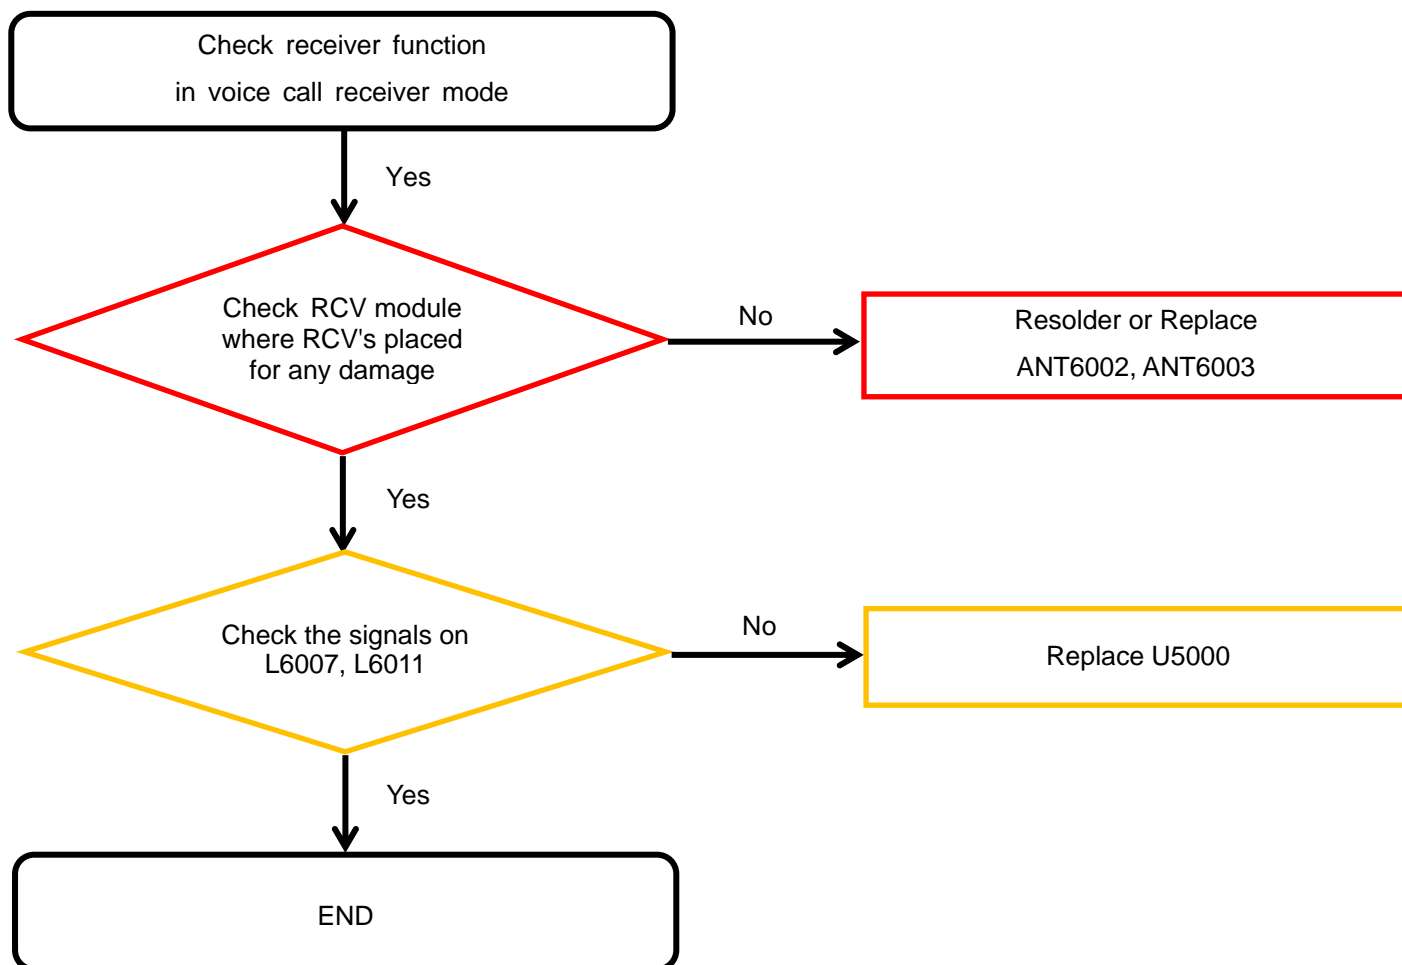 Check receiver function
in voice call receiver mode
Yes
Check RCV module
where RCV's placed
for any damage
No
Resolder or Replace
ANT6002, ANT6003
Yes
Check the signals on
L6007, L6011
No
Replace U5000
Yes
END